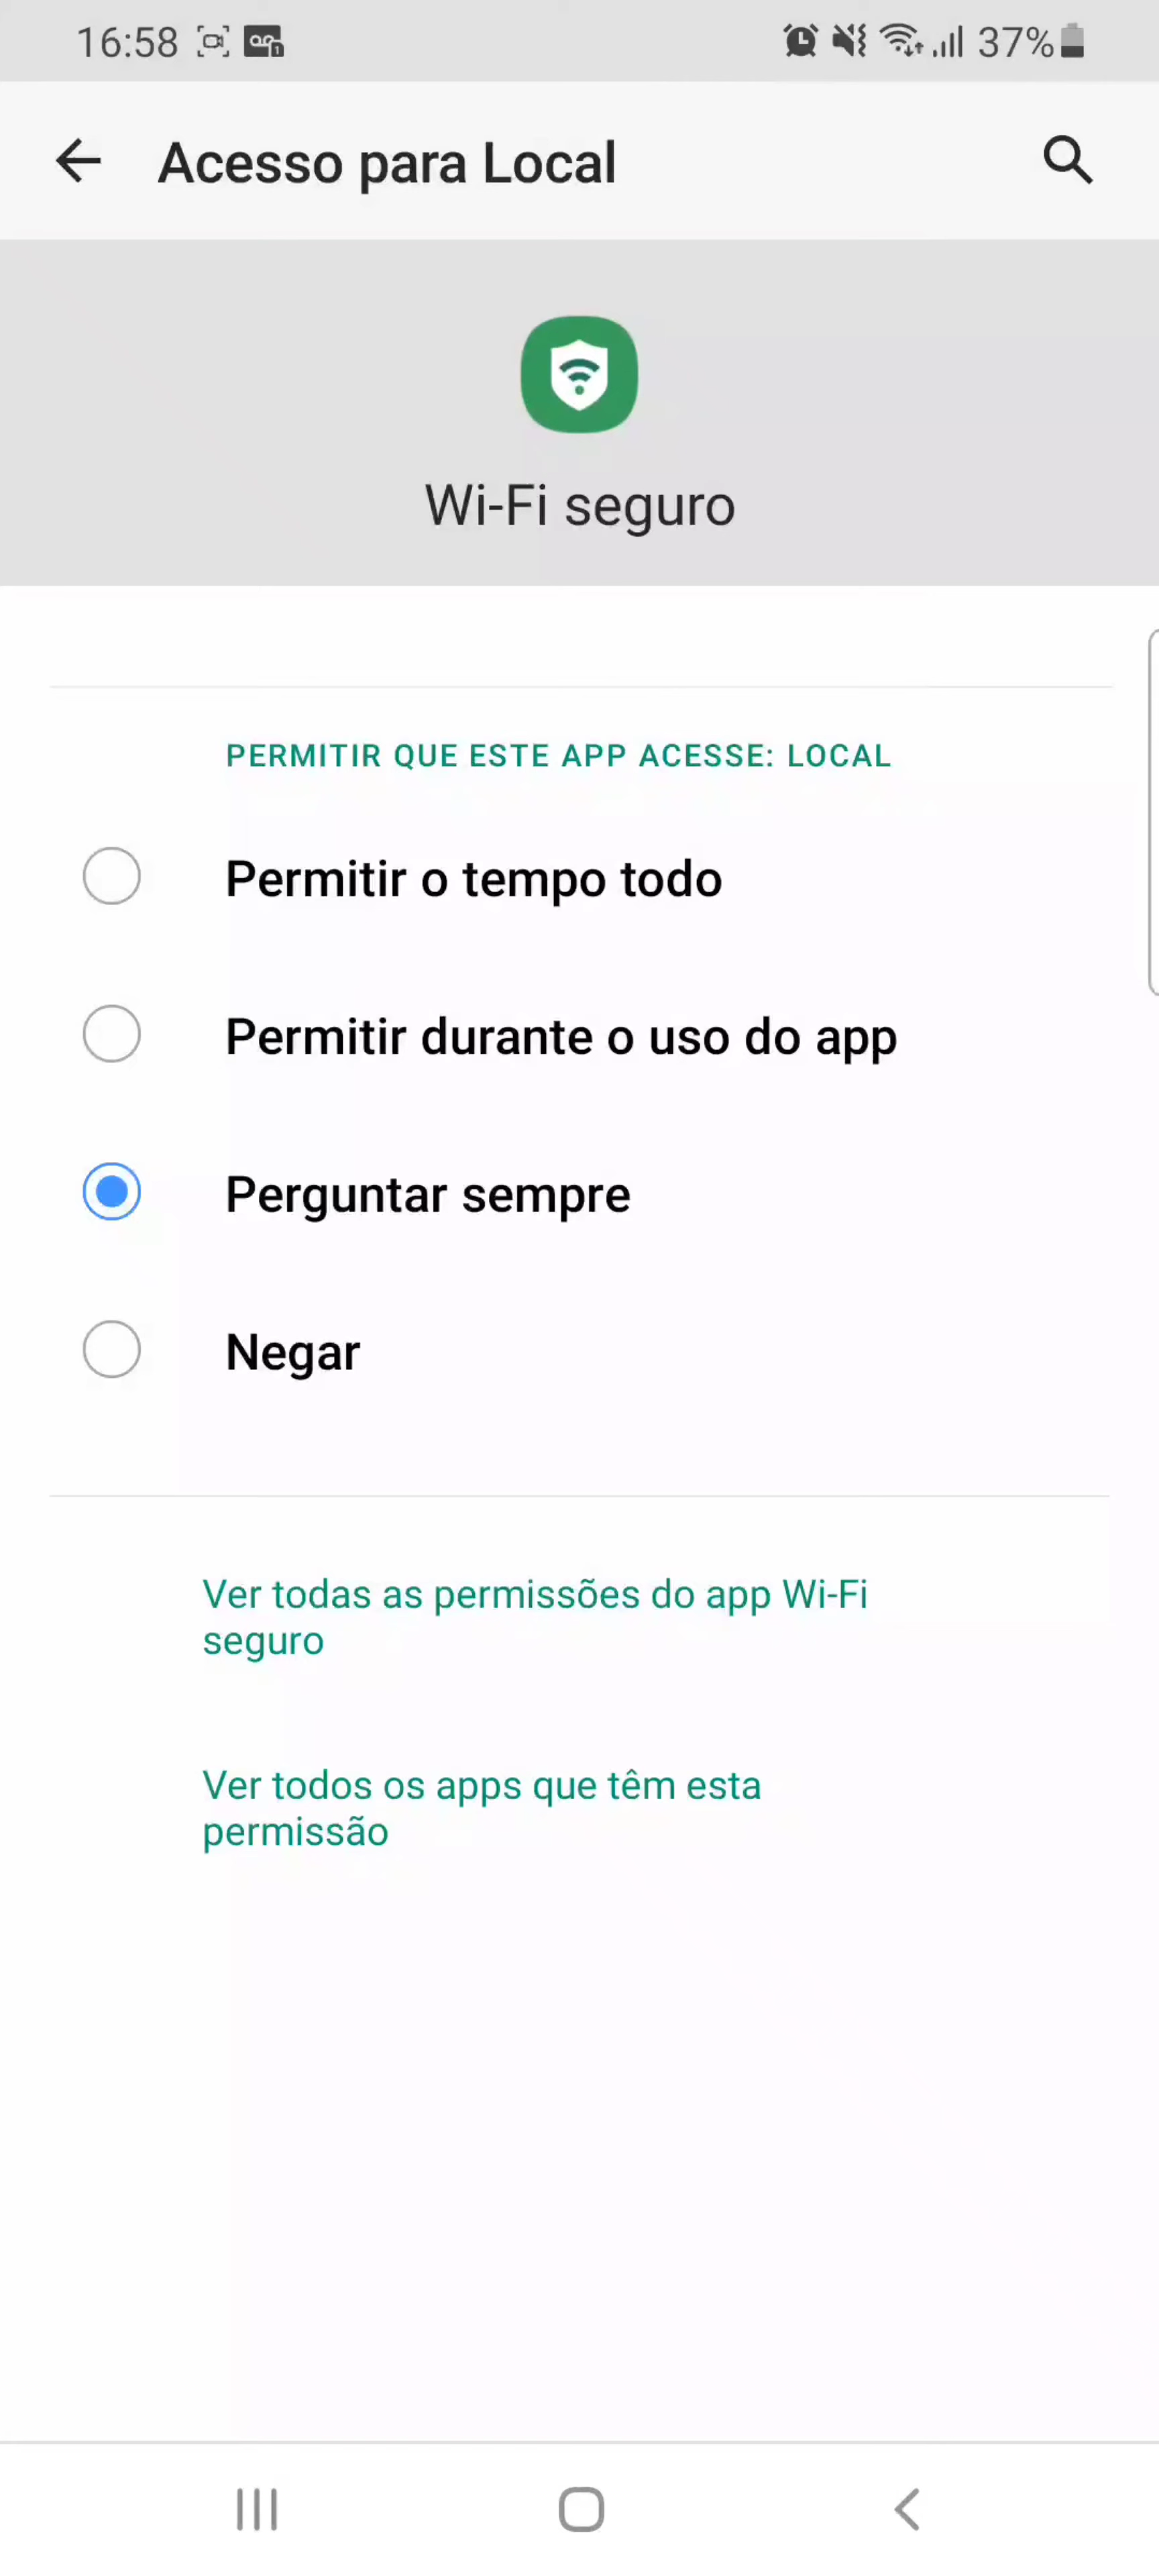 16:58
37%
Acesso para Local
Wi-Fi seguro
PERMITIR QUE ESTE APP ACESSE: LOCAL
Permitir o tempo todo
Permitir durante o uso do app
Perguntar sempre
Negar
Ver todas as permissões do app Wi-Fi
seguro
Ver todos os apps que têm esta
permissão